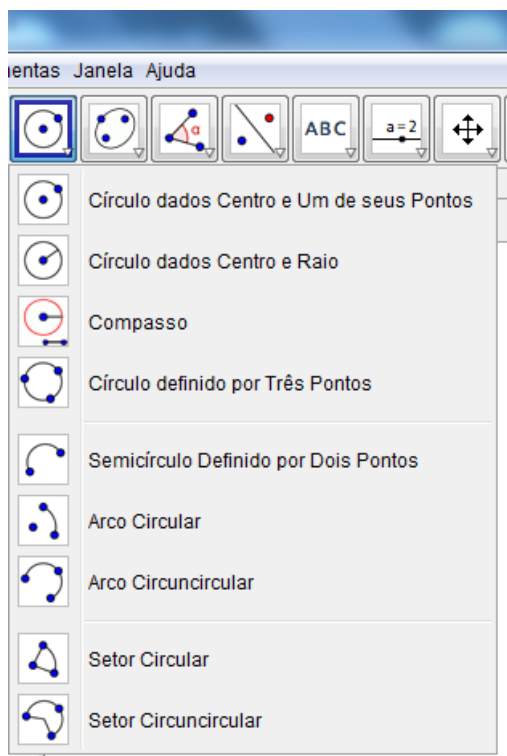 Janela Ajuda
α ABC a=2
Círculo dados Centro e Um de seus Pontos
Círculo dados Centro e Raio
Compasso
Círculo definido por Três Pontos
Semicírculo Definido por Dois Pontos
Arco Circular
Arco Circuncircular
Setor Circular
Setor Circuncircular